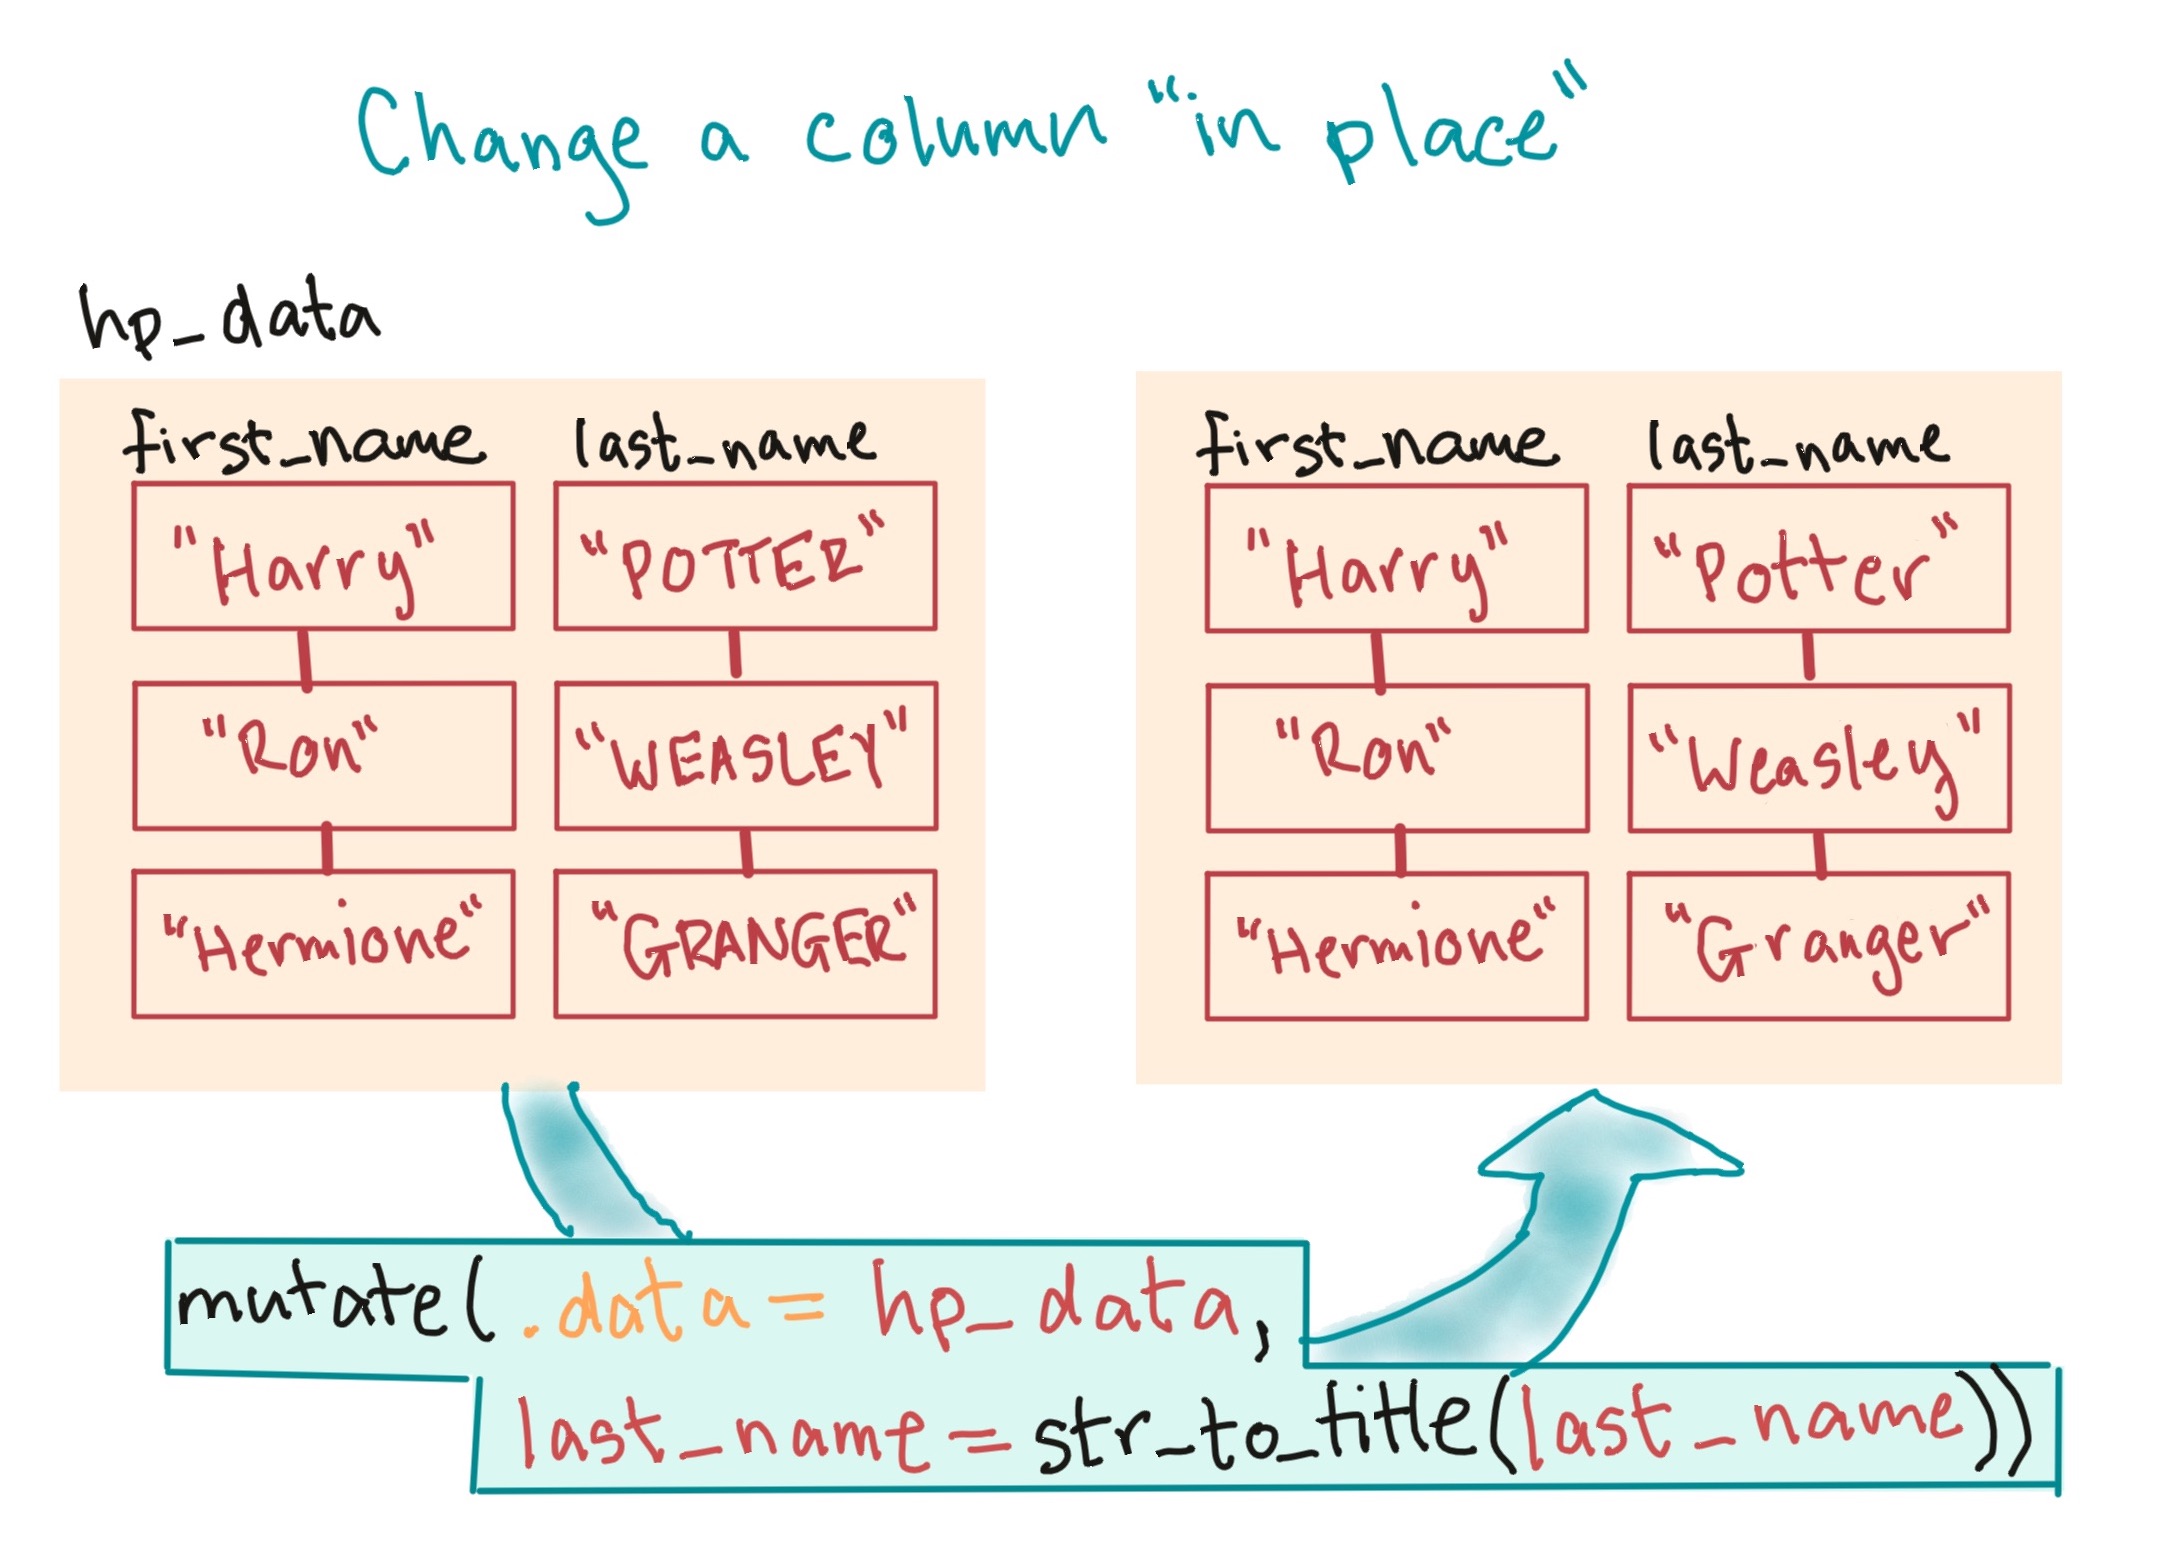 Change a column "in place"
hp_data
first_name last_name
"Harry" "POTTER"
"Ron" "WEASLEY"
"Hermione" "GRANGER"
first_name last_name
"Harry" "Potter"
"Ron" "Weasley"
"Hermione" "Granger"
mutate(.data = hp_data,
last_name = str_to_title(last_name))